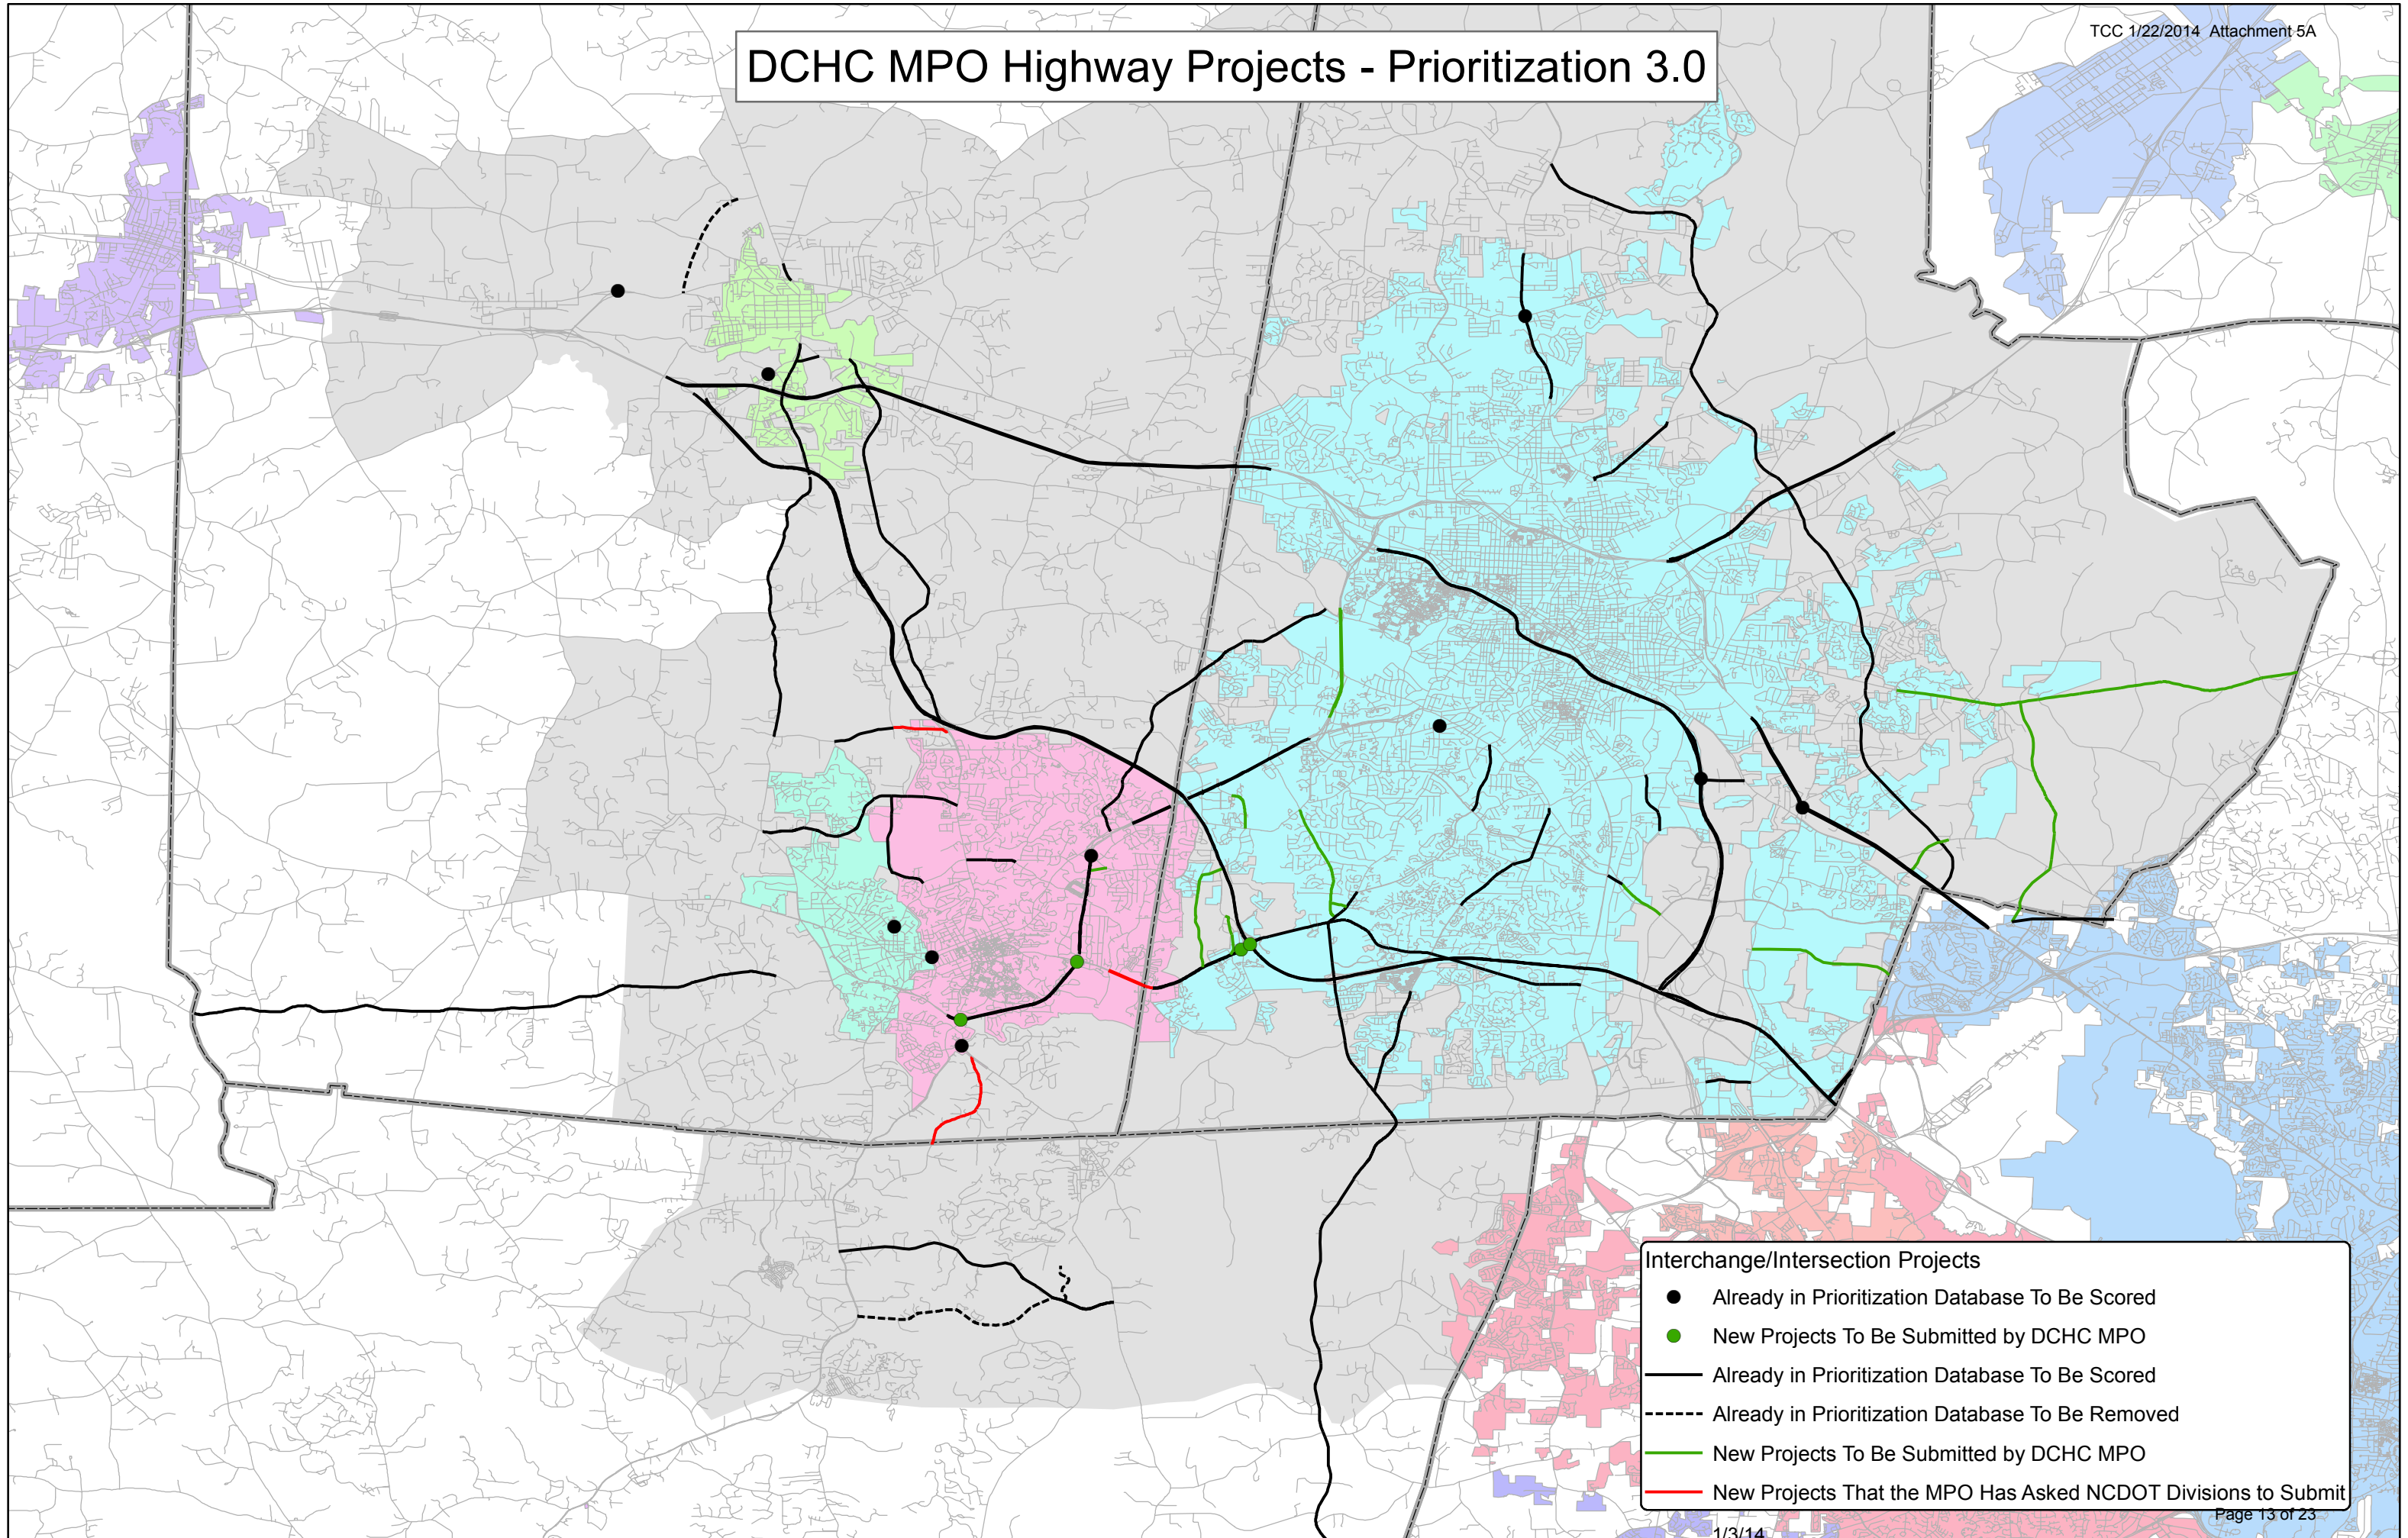 TCC 1/22/2014 Attachment 5A
DCHC MPO Highway Projects - Prioritization 3.0
Interchange/Intersection Projects
Already in Prioritization Database To Be Scored
New Projects To Be Submitted by DCHC MPO
Already in Prioritization Database To Be Scored
Already in Prioritization Database To Be Removed
New Projects To Be Submitted by DCHC MPO
New Projects That the MPO Has Asked NCDOT Divisions to Submit
Page 13 of 23
1/3/14